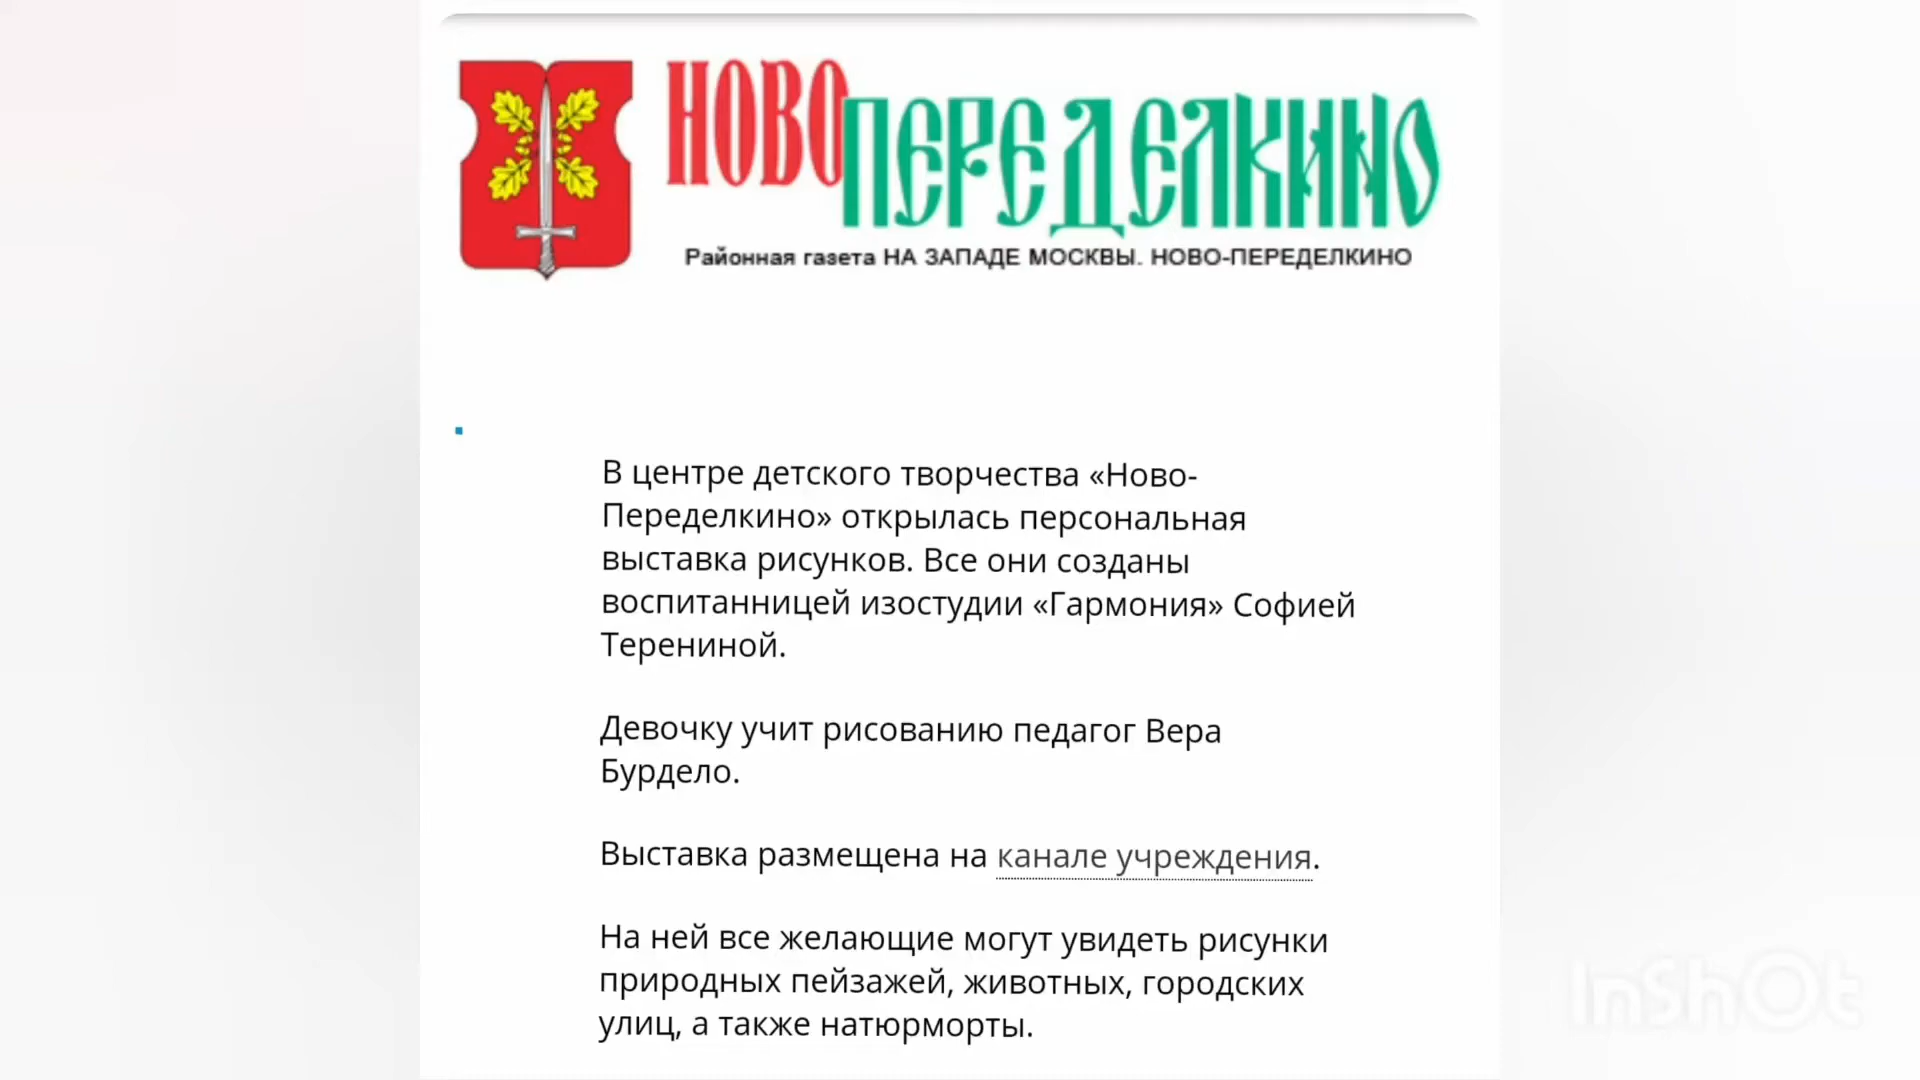 НОВО
ПЕРЕДЕЛКИНО
Районная газета НА ЗАПАДЕ МОСКВЫ. НОВО-ПЕРЕДЕЛКИНО
В центре детского творчества «Ново-
Переделкино» открылась персональная
выставка рисунков. Все они созданы
воспитанницей изостудии «Гармония» Софией
Терениной.
Девочку учит рисованию педагог Вера
Бурдело.
Выставка размещена на канале учреждения.
На ней все желающие могут увидеть рисунки
природных пейзажей, животных, городских
улиц, а также натюрморты.
InShOt